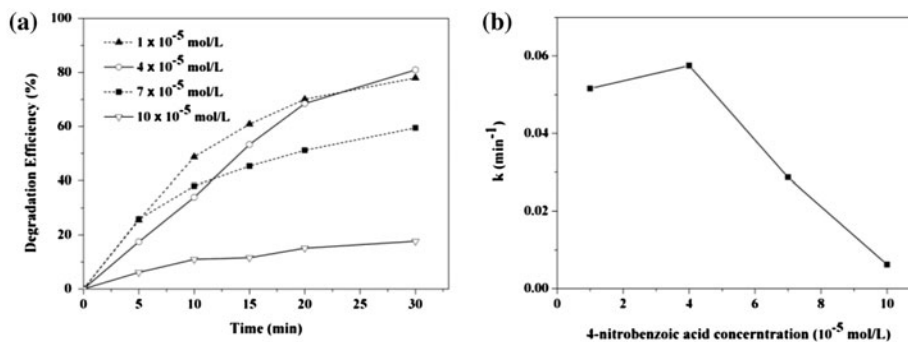 (a)
100
80
60
40
20
0
Degradation Efficiency (%)
1 x 10-5 mol/L
4 x 10-5 mol/L
7 x 10-5 mol/L
10 x 10-5 mol/L
0 5 10 15 20 25 30
Time (min)
(b)
0.06
0.04
0.02
0.00
k (min-1)
0 2 4 6 8 10
4-nitrobenzoic acid concerntration (10-5 mol/L)